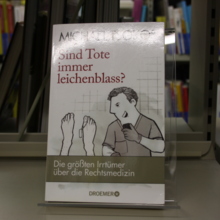 Sind Tote
immer
leichenblass?
Die größten Irrtümer
über die Rechtsmedizin
DROEMER